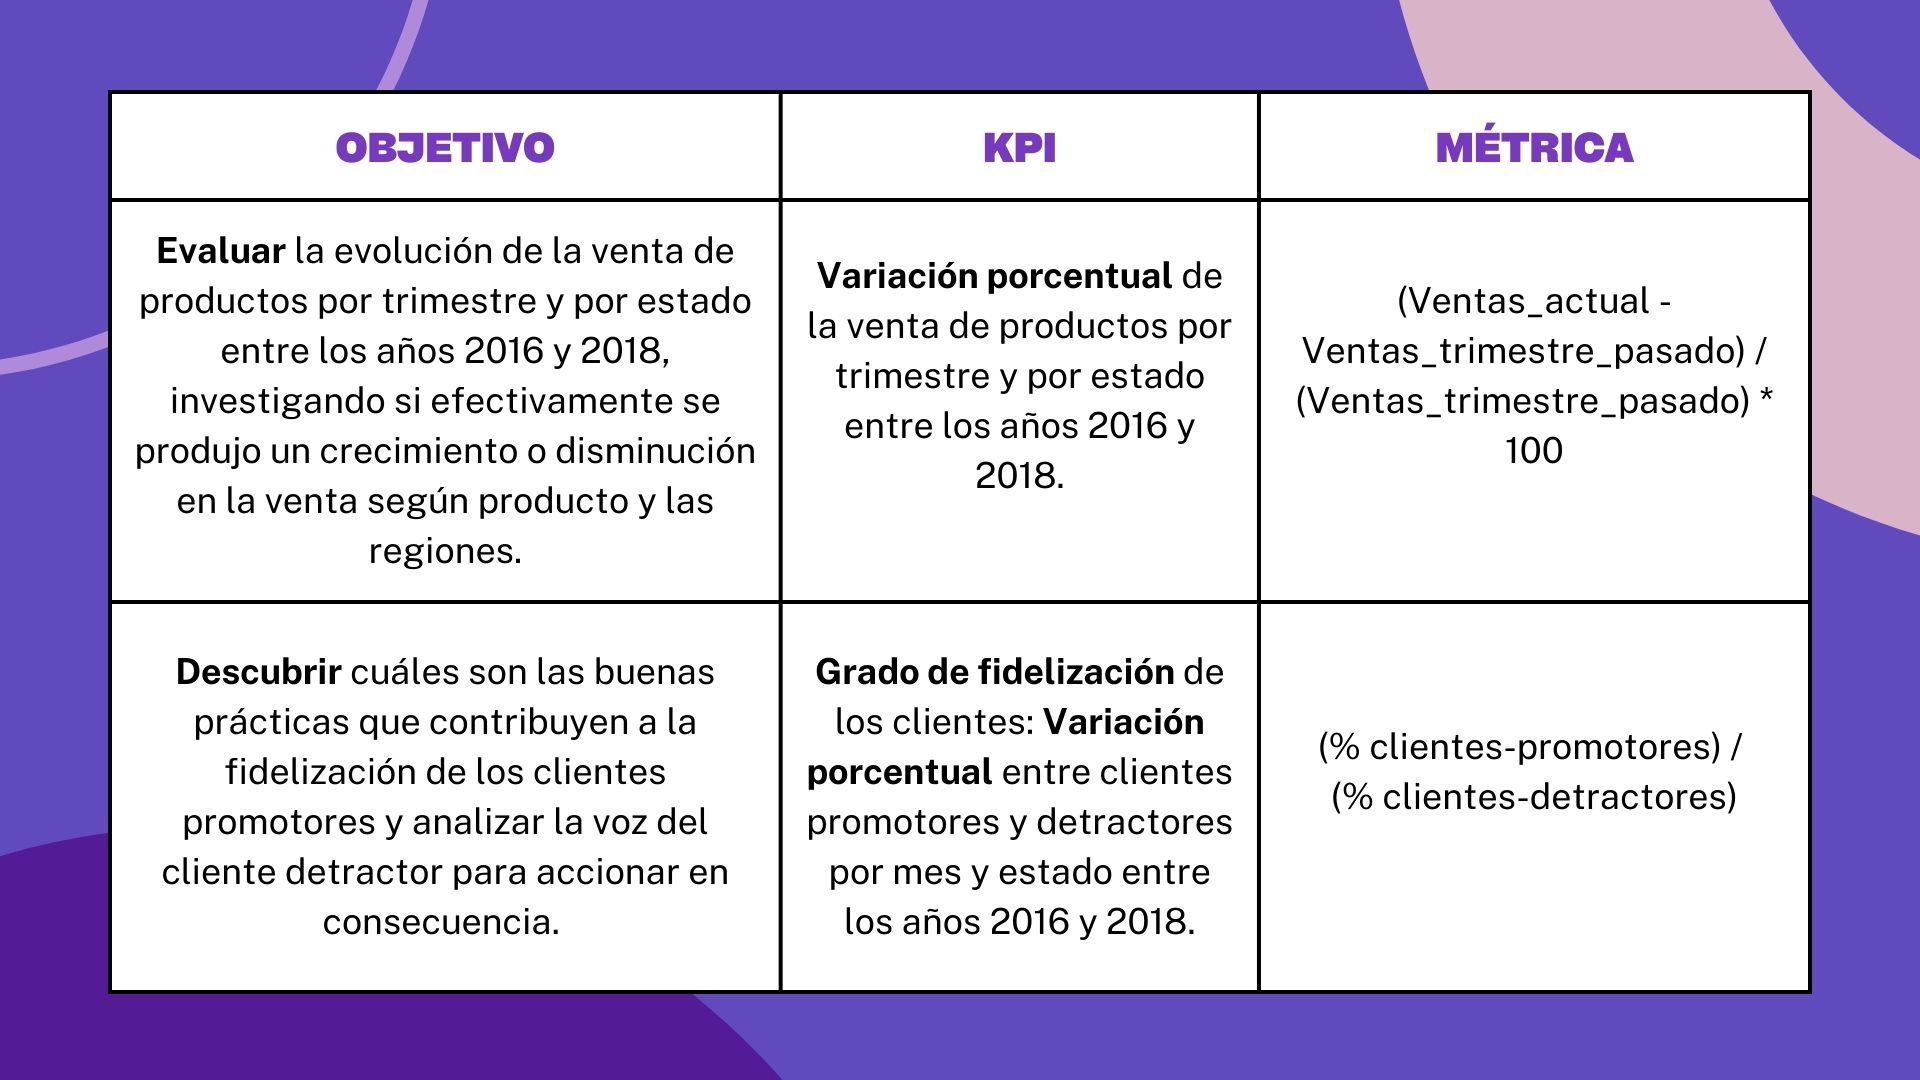 OBJETIVO
KPI
MÉTRICA
Evaluar la evolución de la venta de
productos por trimestre y por estado
entre los años 2016 y 2018,
investigando si efectivamente se
produjo un crecimiento o disminución
en la venta según producto y las
regiones.
Variación porcentual de
la venta de productos por
trimestre y por estado
entre los años 2016 y
2018.
(Ventas_actual -
Ventas_trimestre_pasado) /
(Ventas_trimestre_pasado) *
100
Descubrir cuáles son las buenas
prácticas que contribuyen a la
fidelización de los clientes
promotores y analizar la voz del
cliente detractor para accionar en
consecuencia.
Grado de fidelización de
los clientes: Variación
porcentual entre clientes
promotores y detractores
por mes y estado entre
los años 2016 y 2018.
(% clientes-promotores) /
(% clientes-detractores)